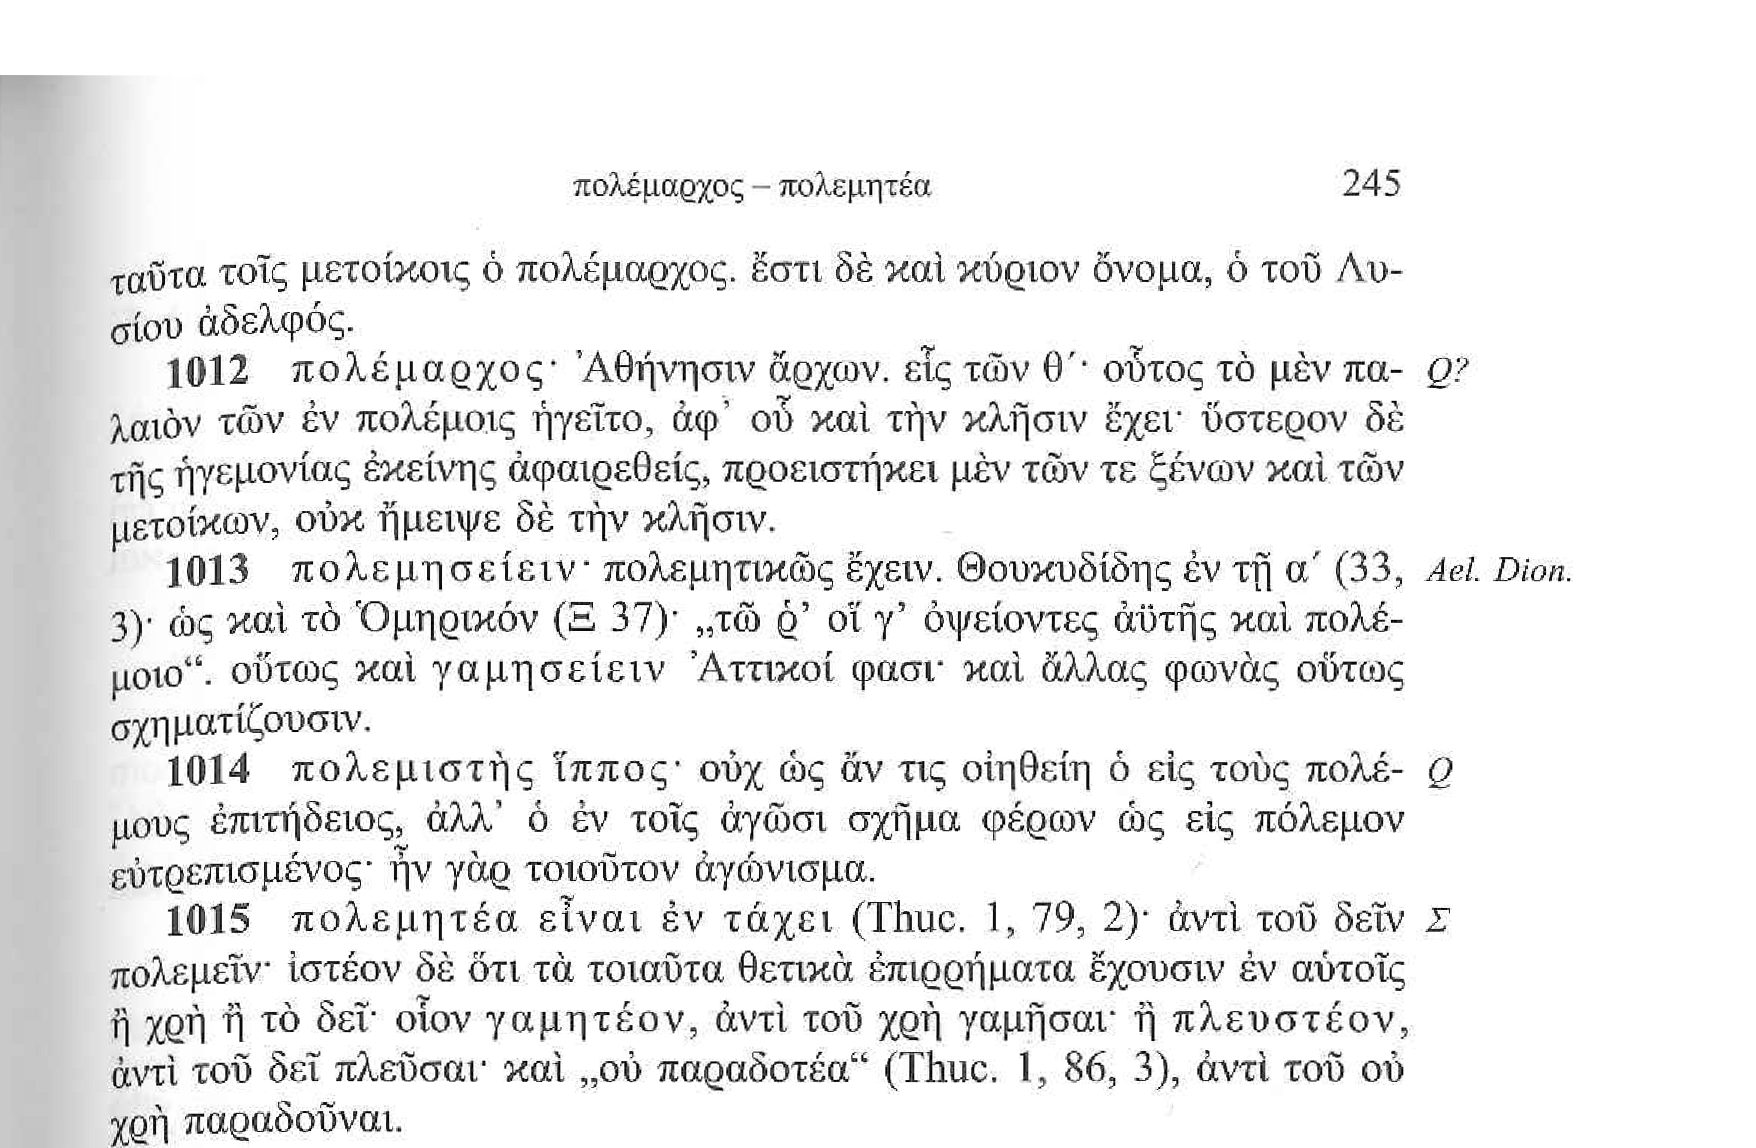 πολέμαρχος – πολεμητέα 245
ταῦτα τοῖς μετοίκοις ὁ πολέμαρχος. ἔστι δὲ καὶ κύριον ὄνομα, ὁ τοῦ Λυ-
σίου ἀδελφός.
1012 πολέμαρχος· Ἀθήνησιν ἄρχων. εἷς τῶν θ´· οὗτος τὸ μὲν πα- Q?
λαιὸν τῶν ἐν πολέμοις ἡγεῖτο, ἀφ’ οὗ καὶ τὴν κλῆσιν ἔχει· ὕστερον δὲ
τῆς ἡγεμονίας ἐκείνης ἀφαιρεθείς, προειστήκει μὲν τῶν τε ξένων καὶ τῶν
μετοίκων, οὐκ ἤμειψε δὲ τὴν κλῆσιν.
1013 πολεμησείειν· πολεμητικῶς ἔχειν. Θουκυδίδης ἐν τῇ α´ (33, Ael. Dion.
3)· ὡς καὶ τὸ Ὁμηρικόν (Ξ 37)· „τῶ ῥ’ οἵ γ’ ὀψείοντες ἀϋτῆς καὶ πολέ-
μοιο“. οὕτως καὶ γαμησείειν Ἀττικοί φασι· καὶ ἄλλας φωνὰς οὕτως
σχηματίζουσιν.
1014 πολεμιστὴς ἵππος· οὐχ ὡς ἄν τις οἰηθείη ὁ εἰς τοὺς πολέ- Q
μους ἐπιτήδειος, ἀλλ’ ὁ ἐν τοῖς ἀγῶσι σχῆμα φέρων ὡς εἰς πόλεμον
εὐτρεπισμένος· ἦν γὰρ τοιοῦτον ἀγώνισμα.
1015 πολεμητέα εἶναι ἐν τάχει (Thuc. 1, 79, 2)· ἀντὶ τοῦ δεῖν Σ
πολεμεῖν· ἰστέον δὲ ὅτι τὰ τοιαῦτα θετικὰ ἐπιρρήματα ἔχουσιν ἐν αὑτοῖς
ἢ χρὴ ἢ τὸ δεῖ· οἷον γαμητέον, ἀντὶ τοῦ χρὴ γαμῆσαι· ἢ πλευστέον,
ἀντὶ τοῦ δεῖ πλεῦσαι· καὶ „οὐ παραδοτέα“ (Thuc. 1, 86, 3), ἀντὶ τοῦ οὐ
χρὴ παραδοῦναι.